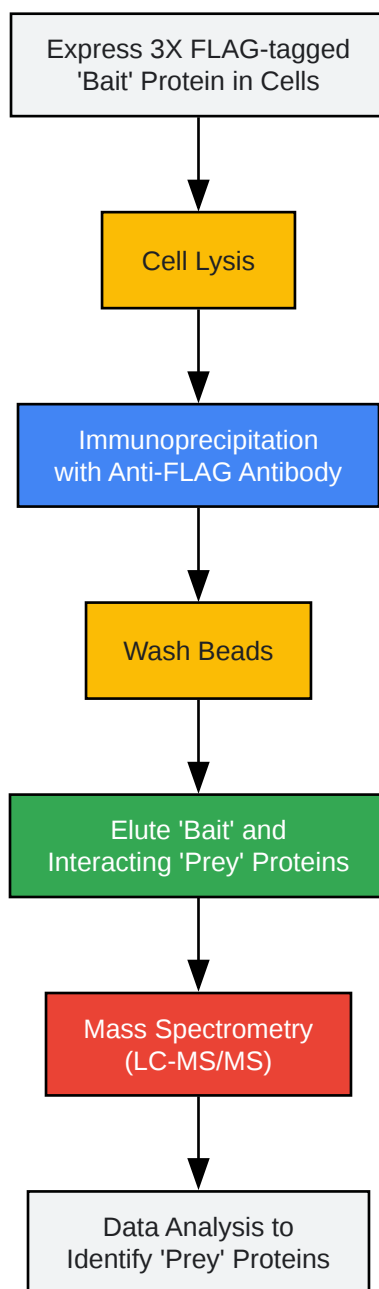 Express 3X FLAG-tagged
'Bait' Protein in Cells
Cell Lysis
Immunoprecipitation
with Anti-FLAG Antibody
Wash Beads
Elute 'Bait' and
Interacting 'Prey' Proteins
Mass Spectrometry
(LC-MS/MS)
Data Analysis to
Identify 'Prey' Proteins